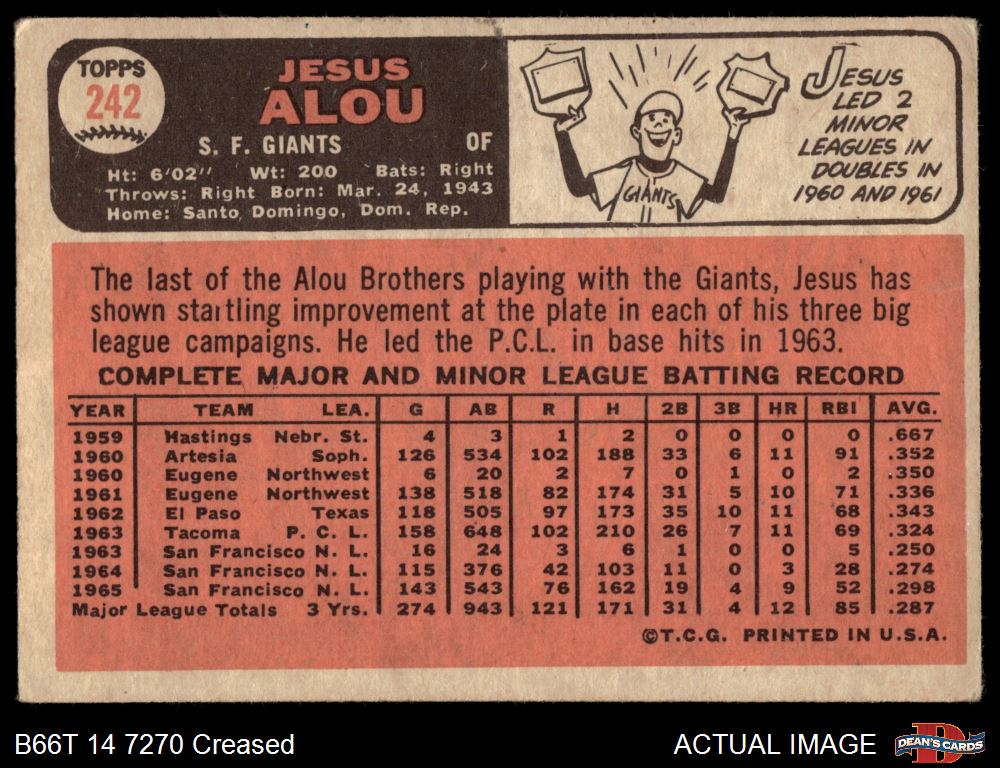 TOPPS
242
JESUS
ALOU
S. F. GIANTS OF
Ht: 6'02" Wt: 200 Bats: Right
Throws: Right Born: Mar. 24, 1943
Home: Santo Domingo, Dom. Rep.
GIANTS
JESUS
LED 2
MINOR
LEAGUES IN
DOUBLES IN
1960 AND 1961
The last of the Alou Brothers playing with the Giants, Jesus has
shown startling improvement at the plate in each of his three big
league campaigns. He led the P.C.L. in base hits in 1963.
COMPLETE MAJOR AND MINOR LEAGUE BATTING RECORD
YEAR TEAM LEA. G AB R H 2B 3B HR RBI AVG.
1959 Hastings Nebr. St. 4 3 1 2 0 0 0 0 .667
1960 Artesia Soph. 126 534 102 188 33 6 11 91 .352
1960 Eugene Northwest 6 20 2 7 0 1 0 2 .350
1961 Eugene Northwest 138 518 82 174 31 5 10 71 .336
1962 El Paso Texas 118 505 97 173 35 10 11 68 .343
1963 Tacoma P. C. L. 158 648 102 210 26 7 11 69 .324
1963 San Francisco N. L. 16 24 3 6 1 0 0 5 .250
1964 San Francisco N. L. 115 376 42 103 11 0 3 28 .274
1965 San Francisco N. L. 143 543 76 162 19 4 9 52 .298
Major League Totals 3 Yrs. 274 943 121 171 31 4 12 85 .287
©T.C.G. PRINTED IN U.S.A.
B66T 14 7270 Creased
ACTUAL IMAGE
D
DEAN'S CARDS